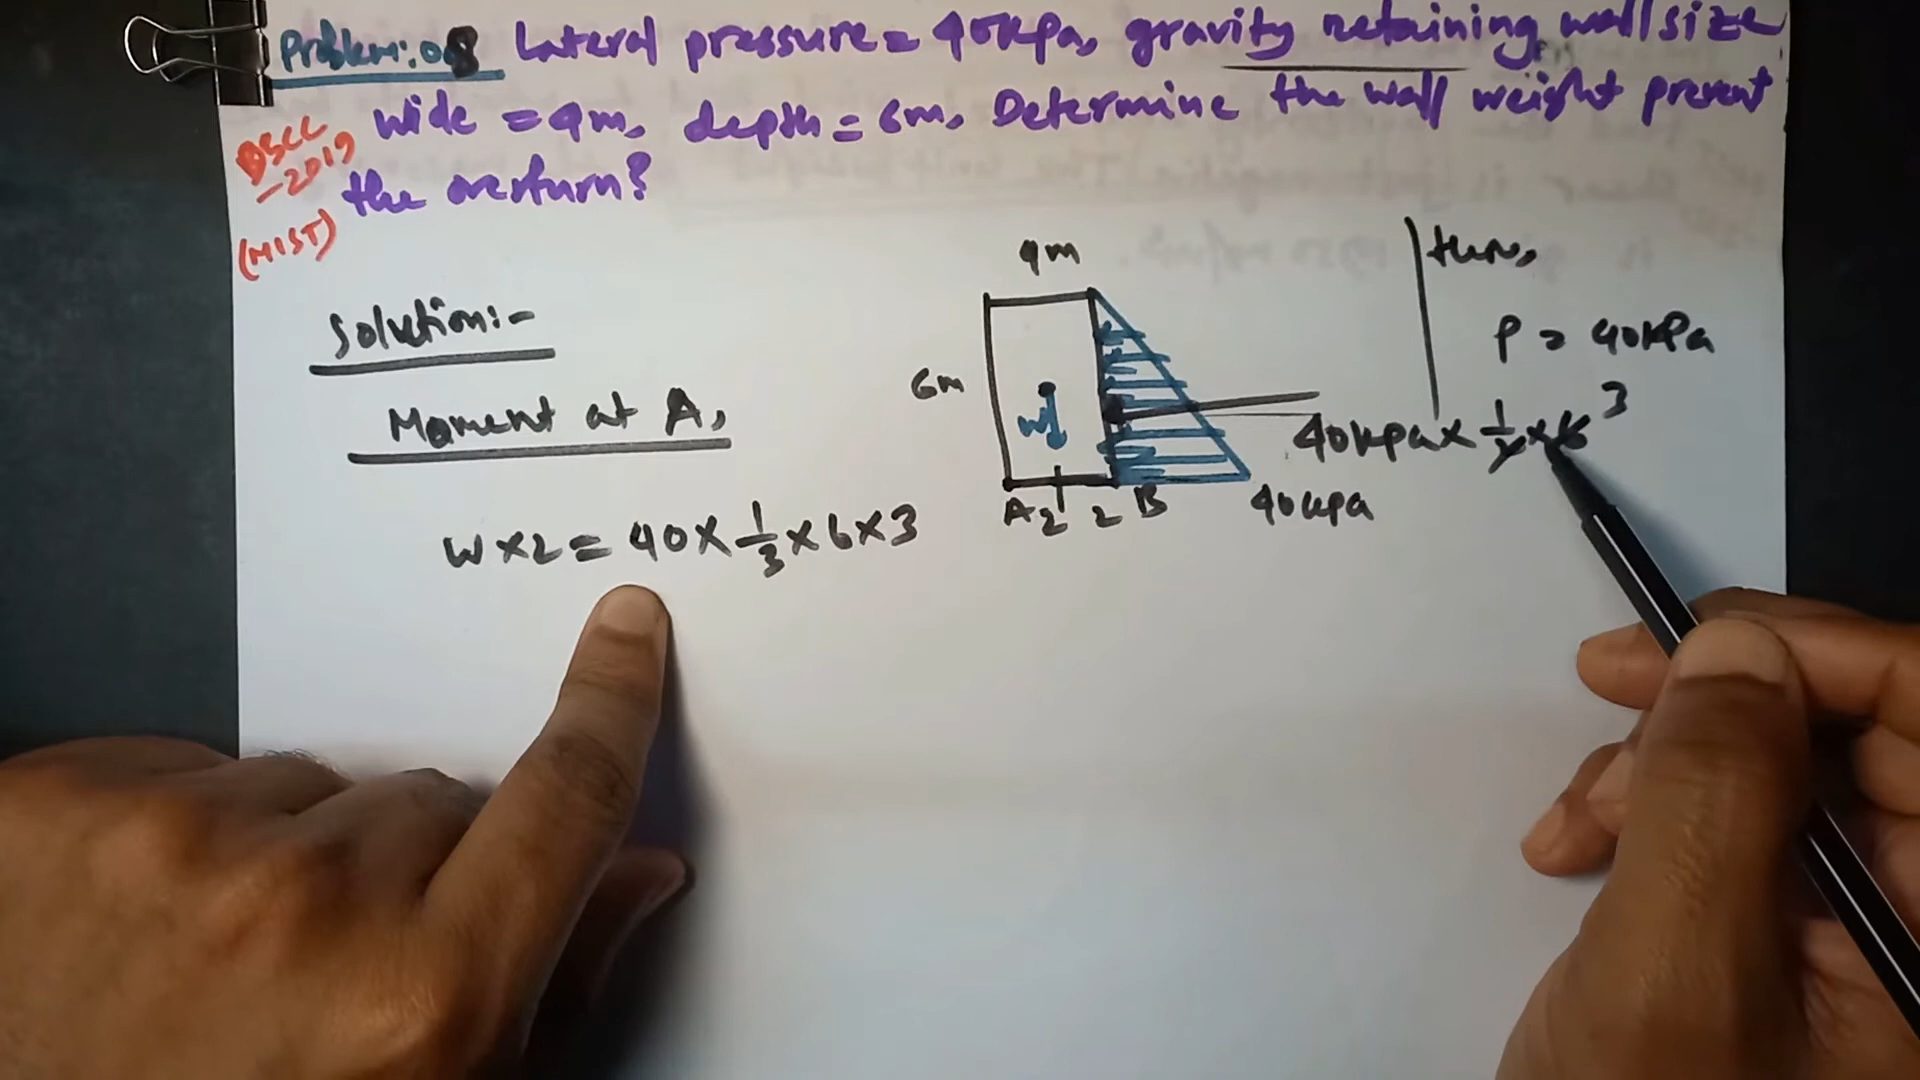 Problem:08 Lateral pressure = 40kpa, gravity retaining wall size
wide = 4m, depth = 6m, Determine the wall weight prevent
the overturn?
DSCC
-2019
(MIST)
Solution:-
Moment at A,
W×2 = 40×1/3×6×3
4m
6m
W
A 2 2 B
40kpa
then,
P = 40kPa
40kpa×1/2×6 3